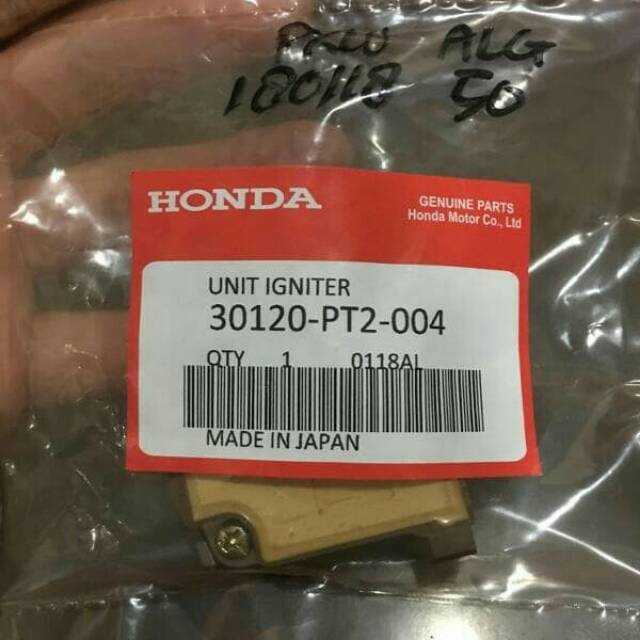 ALG
180118 50
HONDA
GENUINE PARTS
Honda Motor Co., Ltd
UNIT IGNITER
30120-PT2-004
QTY 1 0118AL
MADE IN JAPAN